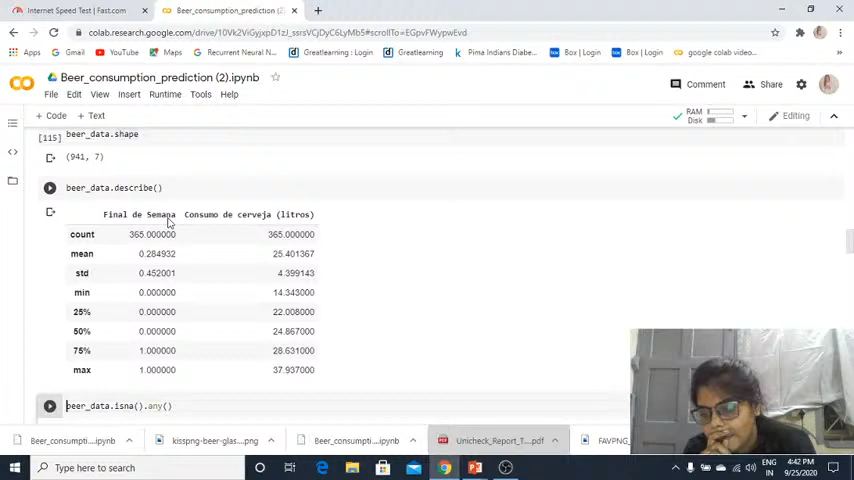 Internet Speed Test | Fast.com
Beer_consumption_prediction (2).ip
colab.research.google.com/drive/10Vk2ViGyjxpD1zJ_ssrsVCjDyC6LyMb5#scrollTo=EGPvFWypwEvd
Apps Gmail YouTube Maps Recurrent Neural N... Greatlearning : Login Greatlearning Pima Indians Diabe... Box | Login Box | Login google colab video...
Beer_consumption_prediction (2).ipynb
Comment Share
File Edit View Insert Runtime Tools Help
+ Code + Text
RAM
Disk
Editing
[115] beer_data.shape
(941, 7)
beer_data.describe()
Final de Semana Consumo de cerveja (litros)
count 365.000000 365.000000
mean 0.284932 25.401367
std 0.452001 4.399143
min 0.000000 14.343000
25% 0.000000 22.008000
50% 0.000000 24.867000
75% 1.000000 28.631000
max 1.000000 37.937000
beer_data.isna().any()
Beer_consumpti....ipynb kisspng-beer-glas....png Beer_consumpti....ipynb Unicheck_Report_T....pdf FAVPNG_
Type here to search
ENG
IN
4:42 PM
9/25/2020